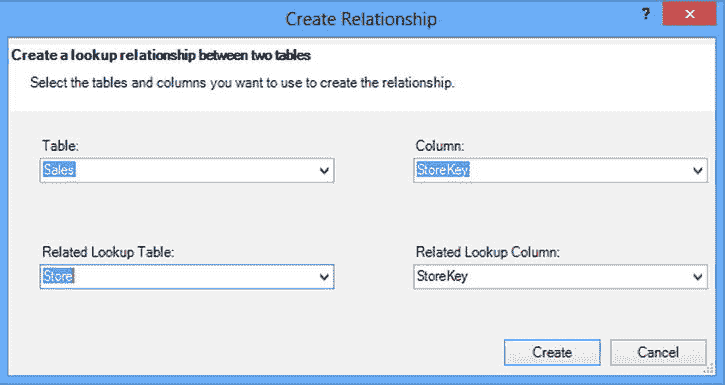 Create Relationship
?
Create a lookup relationship between two tables
Select the tables and columns you want to use to create the relationship.
Table:
Column:
Sales
StoreKey
Related Lookup Table:
Related Lookup Column:
Store
StoreKey
Create
Cancel